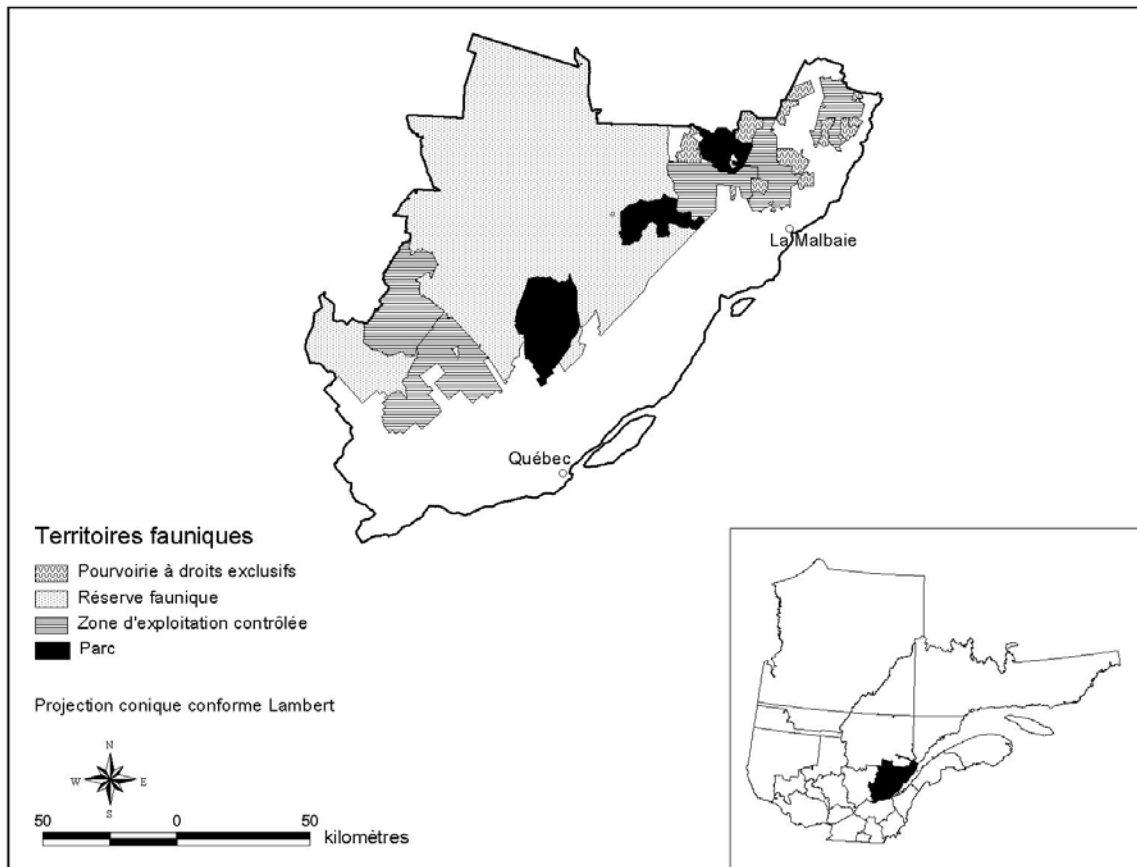 La Malbaie
Québec
Territoires fauniques
Pourvoirie à droits exclusifs
Réserve faunique
Zone d'exploitation contrôlée
Parc
Projection conique conforme Lambert
N
W E
S
50 0 50
kilomètres